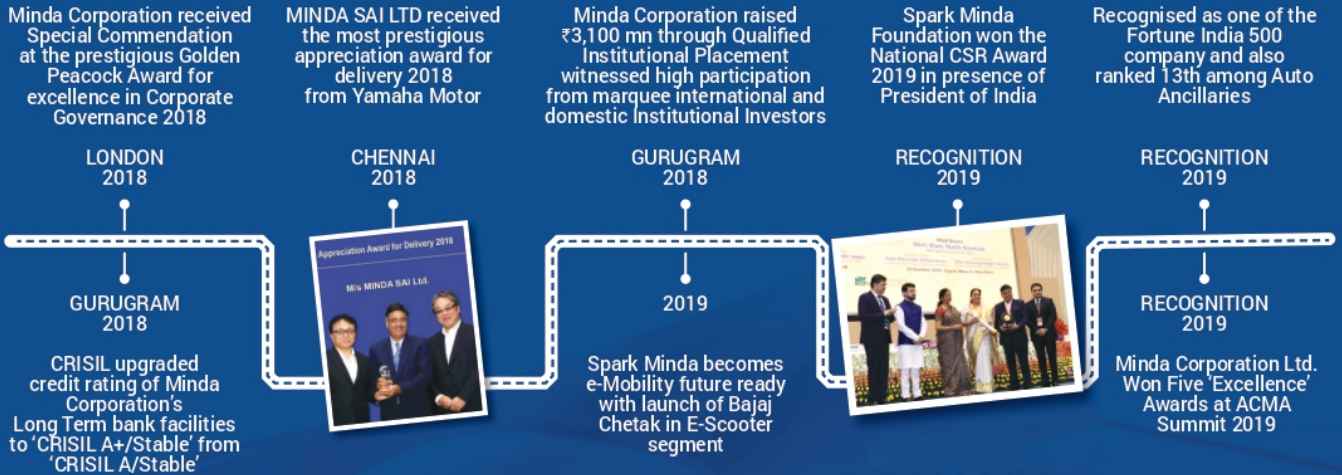 Minda Corporation received
Special Commendation
at the prestigious Golden
Peacock Award for
excellence in Corporate
Governance 2018
LONDON
2018
GURUGRAM
2018
CRISIL upgraded
credit rating of Minda
Corporation's
Long Term bank facilities
to ‘CRISIL A+/Stable’ from
‘CRISIL A/Stable’
MINDA SAI LTD received
the most prestigious
appreciation award for
delivery 2018
from Yamaha Motor
CHENNAI
2018
Appreciation Award for Delivery 2018
M/s MINDA SAI Ltd.
Minda Corporation raised
₹3,100 mn through Qualified
Institutional Placement
witnessed high participation
from marquee international and
domestic Institutional Investors
GURUGRAM
2018
2019
Spark Minda becomes
e-Mobility future ready
with launch of Bajaj
Chetak in E-Scooter
segment
Spark Minda
Foundation won the
National CSR Award
2019 in presence of
President of India
RECOGNITION
2019
Shri Ram Nath Kovind
Recognised as one of the
Fortune India 500
company and also
ranked 13th among Auto
Ancillaries
RECOGNITION
2019
RECOGNITION
2019
Minda Corporation Ltd.
Won Five ‘Excellence’
Awards at ACMA
Summit 2019